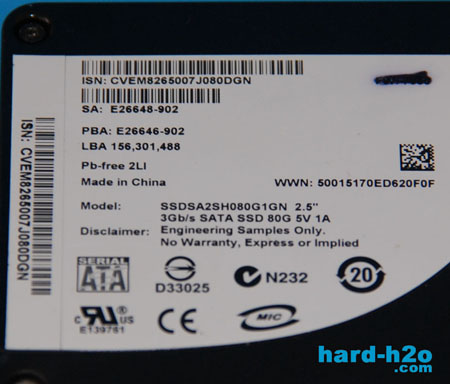 ISN: CVEM8265007J080DGN
SA: E26648-902
PBA: E26646-902
LBA 156,301,488
Pb-free 2LI
Made in China
WWN: 50015170ED620F0F
Model: SSDSA2SH080G1GN 2.5"
3Gb/s SATA SSD 80G 5V 1A
Disclaimer: Engineering Samples Only.
No Warranty, Express or Implied
ISN: CVEM8265007J080DGN
SERIAL
ATA
D33025
N232
20
c RU US
E139761
CE
MIC
hard-h2o
.com